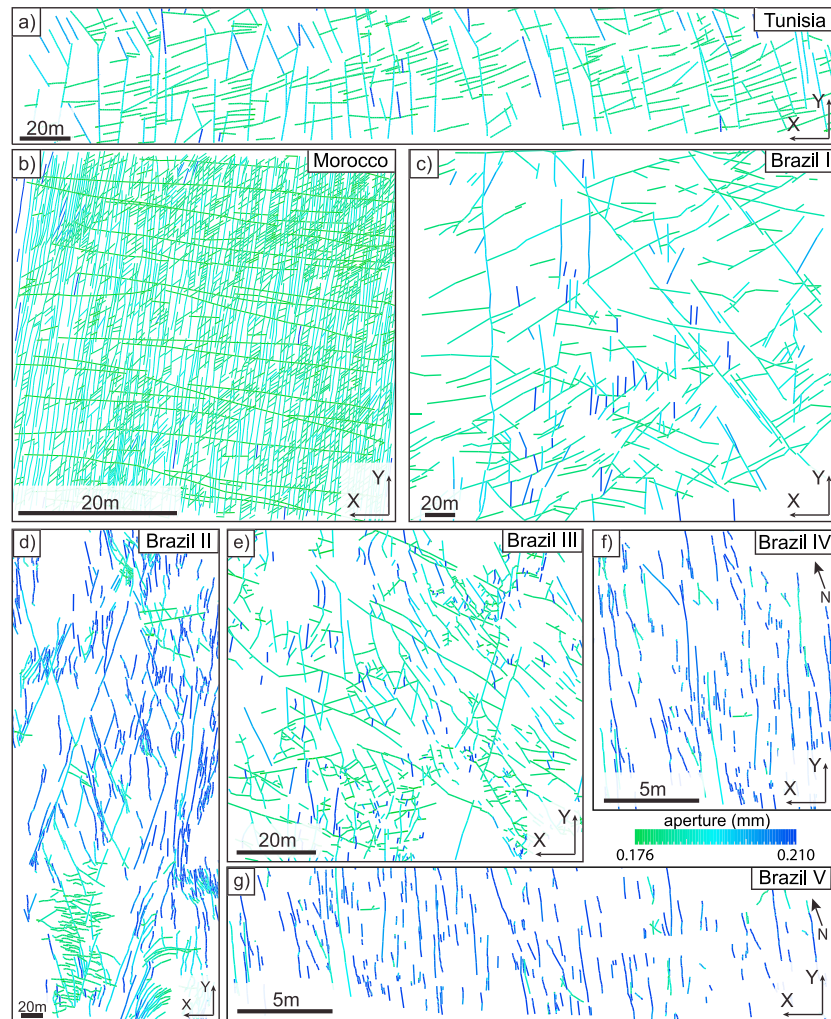 a)
Tunisia
20m
Y
X
b)
Morocco
20m
Y
X
c)
Brazil I
20m
Y
X
d)
Brazil II
20m
Y
X
e)
Brazil III
20m
Y
X
f)
Brazil IV
N
5m
Y
X
aperture (mm)
0.176 0.210
g)
Brazil V
N
5m
Y
X